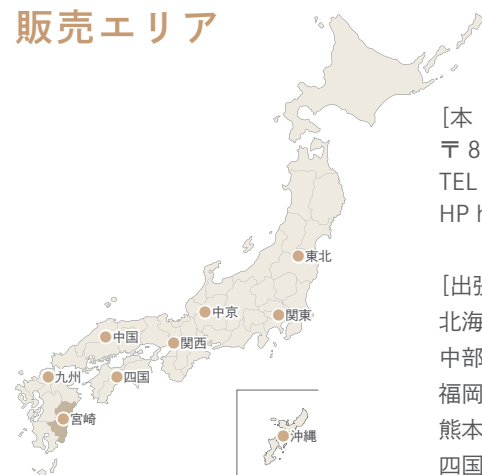 販売エリア
東北
中京
関東
中国
関西
九州
四国
宮崎
沖縄
[本
〒 8
TEL
HP h
[出張
北海
中部
福岡
熊本
四国